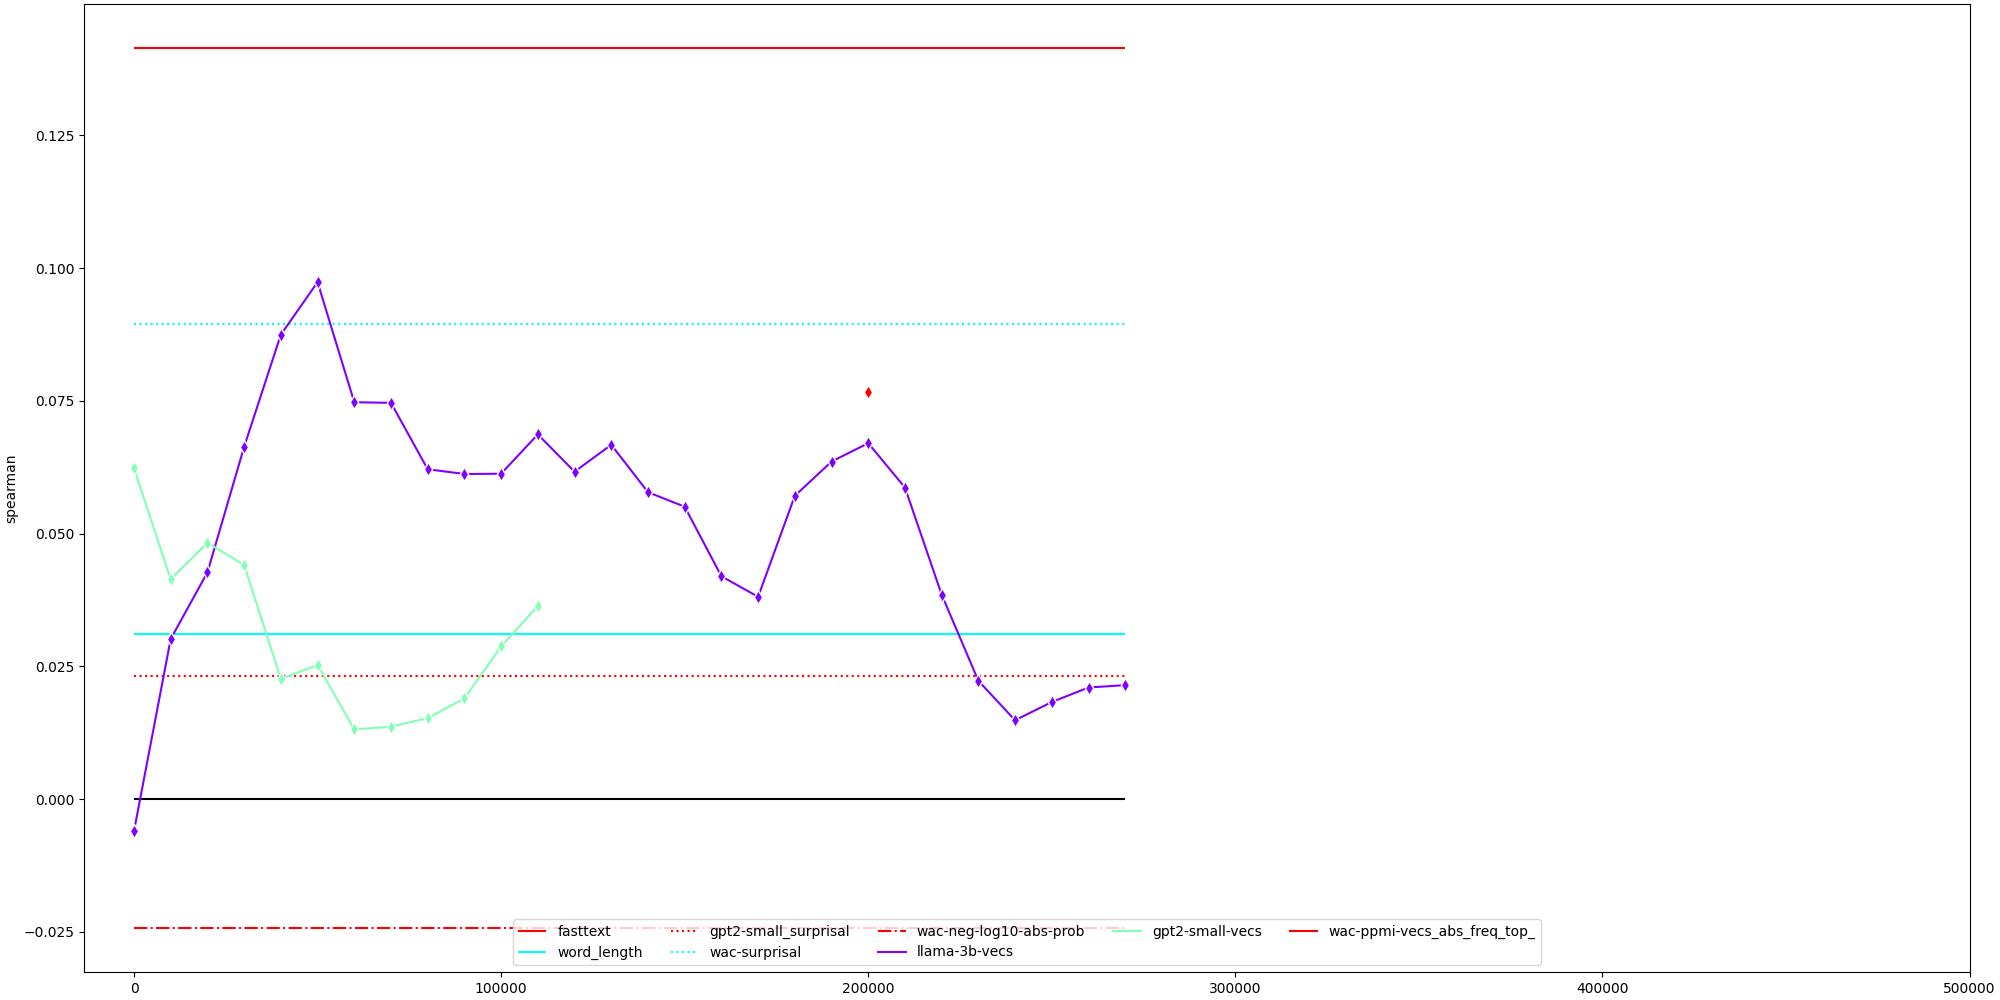 0.125
0.100
0.075
0.050
0.025
0.000
−0.025
spearman
fasttext gpt2-small_surprisal wac-neg-log10-abs-prob gpt2-small-vecs wac-ppmi-vecs_abs_freq_top_
word_length wac-surprisal llama-3b-vecs
0 100000 200000 300000 400000 500000